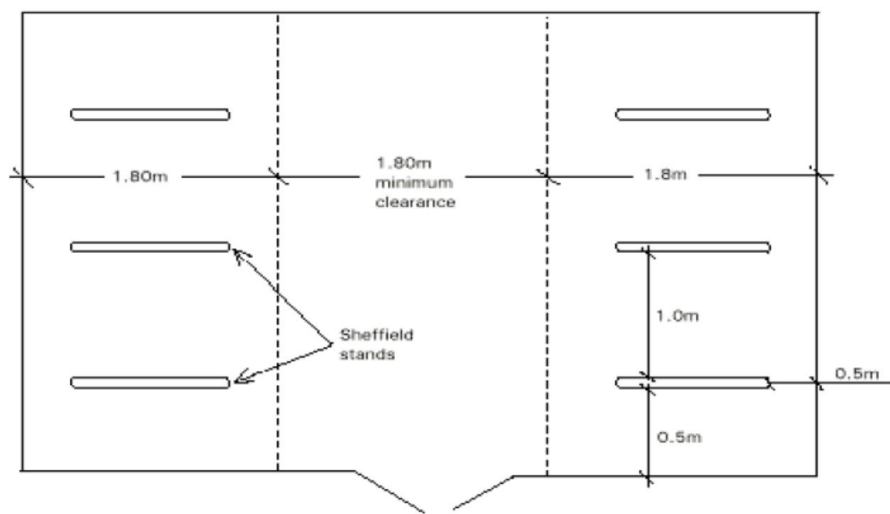 1.80m
1.80m
minimum
clearance
1.8m
Sheffield
stands
1.0m
0.5m
0.5m